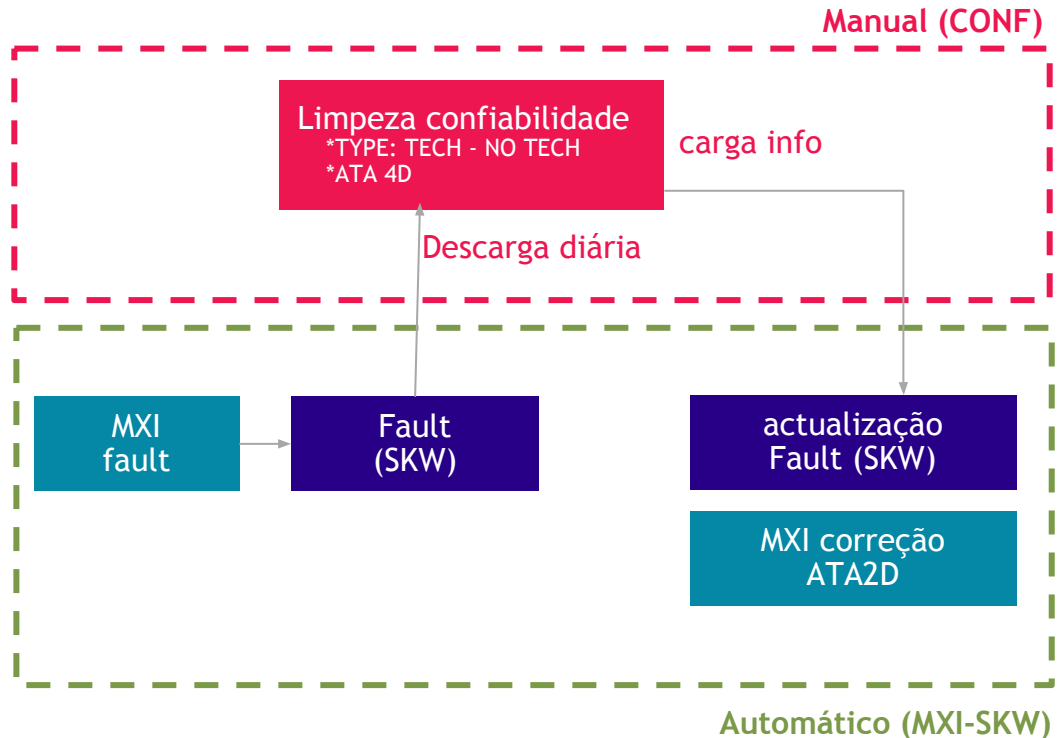 Manual (CONF)
Limpeza confiabilidade
*TYPE: TECH - NO TECH
*ATA 4D
carga info
Descarga diária
MXI
fault
Fault
(SKW)
actualização
Fault (SKW)
MXI correção
ATA2D
Automático (MXI-SKW)